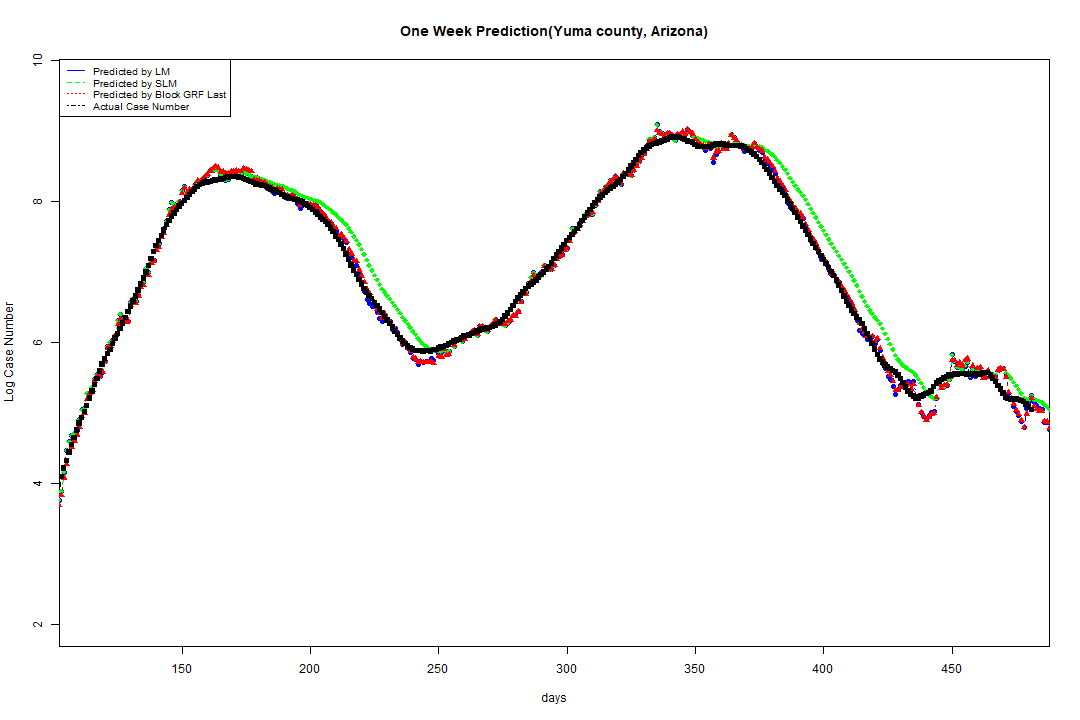 One Week Prediction(Yuma county, Arizona)
Predicted by LM
Predicted by SLM
Predicted by Block GRF Last
Actual Case Number
10
8
6
4
2
Log Case Number
150 200 250 300 350 400 450
days